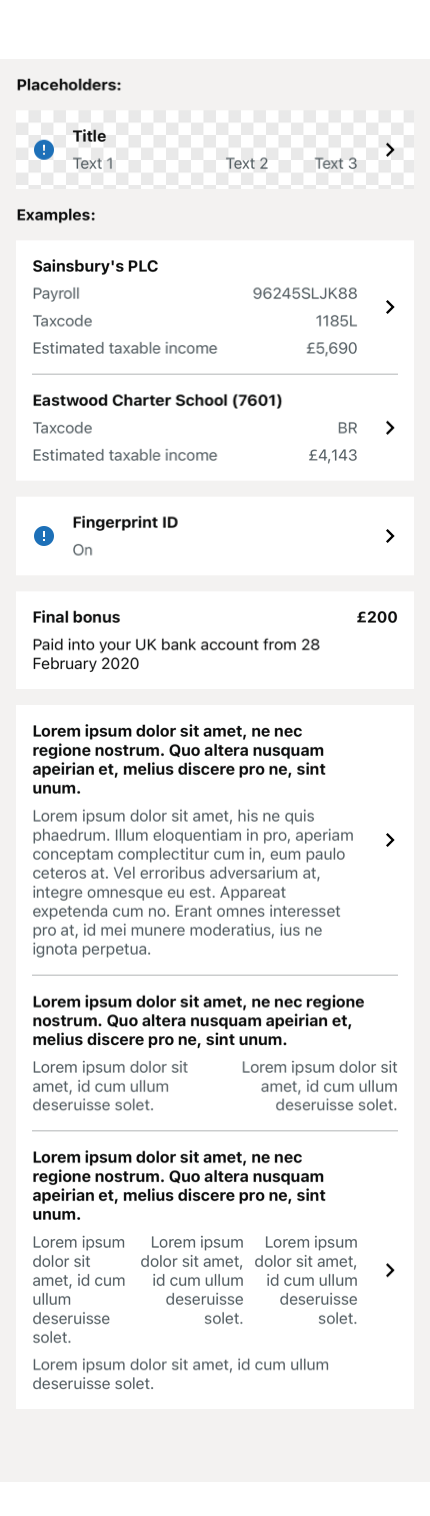 Placeholders:
Title
Text 1 Text 2 Text 3
Examples:
Sainsbury's PLC
Payroll 96245SLJK88
Taxcode 1185L
Estimated taxable income £5,690
Eastwood Charter School (7601)
Taxcode BR
Estimated taxable income £4,143
Fingerprint ID
On
Final bonus £200
Paid into your UK bank account from 28
February 2020
Lorem ipsum dolor sit amet, ne nec
regione nostrum. Quo altera nusquam
apeirian et, melius discere pro ne, sint
unum.
Lorem ipsum dolor sit amet, his ne quis
phaedrum. Illum eloquentiam in pro, aperiam
conceptam complectitur cum in, eum paulo
ceteros at. Vel erroribus adversarium at,
integre omnesque eu est. Appareat
expetenda cum no. Erant omnes interesset
pro at, id mei munere moderatius, ius ne
ignota perpetua.
Lorem ipsum dolor sit amet, ne nec regione
nostrum. Quo altera nusquam apeirian et,
melius discere pro ne, sint unum.
Lorem ipsum dolor sit
amet, id cum ullum
deseruisse solet.
Lorem ipsum dolor sit
amet, id cum ullum
deseruisse solet.
Lorem ipsum dolor sit amet, ne nec
regione nostrum. Quo altera nusquam
apeirian et, melius discere pro ne, sint
unum.
Lorem ipsum
dolor sit
amet, id cum
ullum
deseruisse
solet.
Lorem ipsum
dolor sit amet,
id cum ullum
deseruisse
solet.
Lorem ipsum
dolor sit amet,
id cum ullum
deseruisse
solet.
Lorem ipsum dolor sit amet, id cum ullum
deseruisse solet.